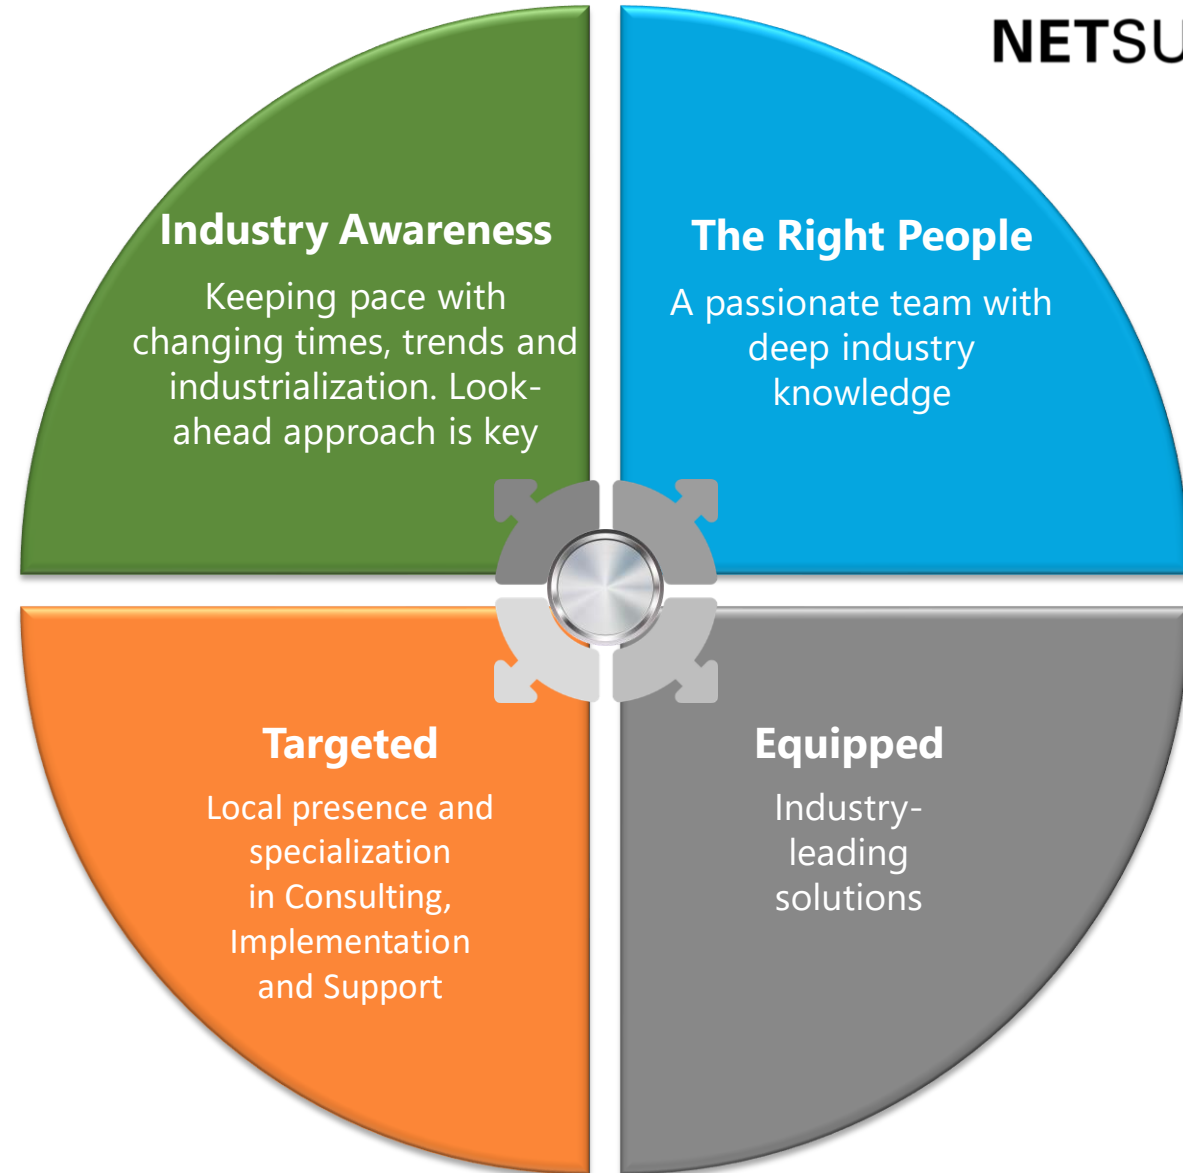 NETSU
Industry Awareness
Keeping pace with
changing times, trends and
industrialization. Look-
ahead approach is key
The Right People
A passionate team with
deep industry
knowledge
Targeted
Local presence and
specialization
in Consulting,
Implementation
and Support
Equipped
Industry-
leading
solutions